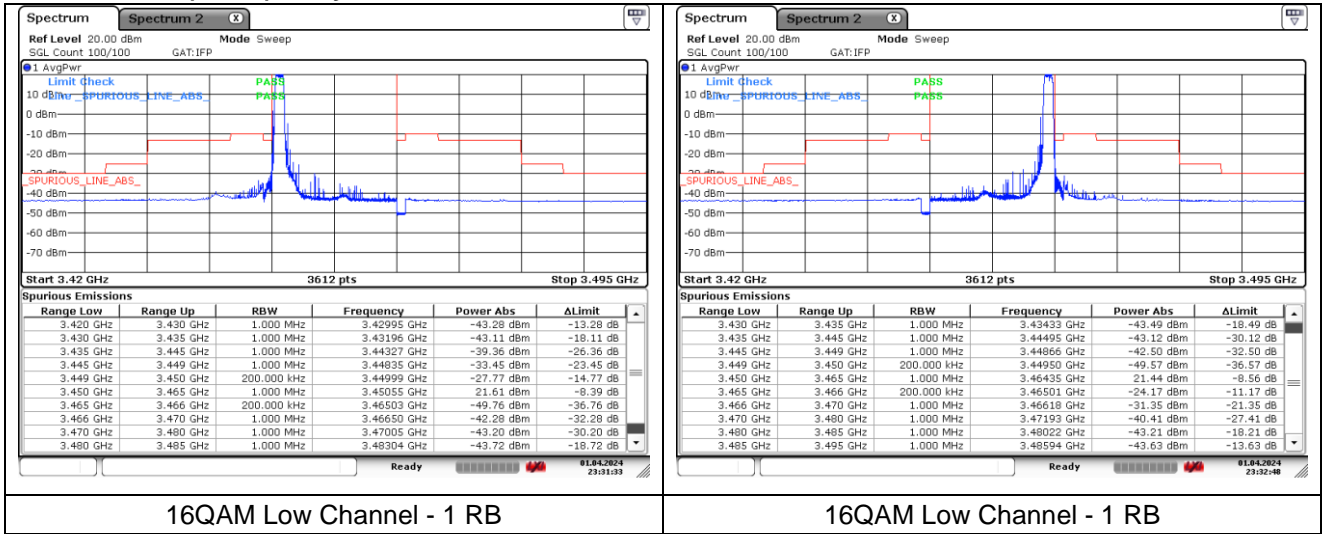 Spectrum Spectrum 2 X
Ref Level 20.00 dBm Mode Sweep
SGL Count 100/100 GAT:IFP
1 AvgPwr
Limit Check PASS
Line _SPURIOUS_LINE_ABS_ PASS
10 dBm
0 dBm
-10 dBm
-20 dBm
-30 dBm
_SPURIOUS_LINE_ABS_
-40 dBm
-50 dBm
-60 dBm
-70 dBm
Start 3.42 GHz 3612 pts Stop 3.495 GHz
Spurious Emissions
Range Low Range Up RBW Frequency Power Abs ΔLimit
3.420 GHz 3.430 GHz 1.000 MHz 3.42995 GHz -43.28 dBm -13.28 dB
3.430 GHz 3.435 GHz 1.000 MHz 3.43196 GHz -43.11 dBm -18.11 dB
3.435 GHz 3.445 GHz 1.000 MHz 3.44327 GHz -39.36 dBm -26.36 dB
3.445 GHz 3.449 GHz 1.000 MHz 3.44835 GHz -33.45 dBm -23.45 dB
3.449 GHz 3.450 GHz 200.000 kHz 3.44999 GHz -27.77 dBm -14.77 dB
3.450 GHz 3.465 GHz 1.000 MHz 3.45055 GHz 21.61 dBm -8.39 dB
3.465 GHz 3.466 GHz 200.000 kHz 3.46503 GHz -49.76 dBm -36.76 dB
3.466 GHz 3.470 GHz 1.000 MHz 3.46650 GHz -42.28 dBm -32.28 dB
3.470 GHz 3.480 GHz 1.000 MHz 3.47005 GHz -43.20 dBm -30.20 dB
3.480 GHz 3.485 GHz 1.000 MHz 3.48304 GHz -43.72 dBm -18.72 dB
Ready 01.04.2024
23:31:33
16QAM Low Channel - 1 RB
Spectrum Spectrum 2 X
Ref Level 20.00 dBm Mode Sweep
SGL Count 100/100 GAT:IFP
1 AvgPwr
Limit Check PASS
Line _SPURIOUS_LINE_ABS_ PASS
10 dBm
0 dBm
-10 dBm
-20 dBm
-30 dBm
_SPURIOUS_LINE_ABS_
-40 dBm
-50 dBm
-60 dBm
-70 dBm
Start 3.42 GHz 3612 pts Stop 3.495 GHz
Spurious Emissions
Range Low Range Up RBW Frequency Power Abs ΔLimit
3.430 GHz 3.435 GHz 1.000 MHz 3.43433 GHz -43.49 dBm -18.49 dB
3.435 GHz 3.445 GHz 1.000 MHz 3.44495 GHz -43.12 dBm -30.12 dB
3.445 GHz 3.449 GHz 1.000 MHz 3.44866 GHz -42.50 dBm -32.50 dB
3.449 GHz 3.450 GHz 200.000 kHz 3.44950 GHz -49.57 dBm -36.57 dB
3.450 GHz 3.465 GHz 1.000 MHz 3.46435 GHz 21.44 dBm -8.56 dB
3.465 GHz 3.466 GHz 200.000 kHz 3.46501 GHz -24.17 dBm -11.17 dB
3.466 GHz 3.470 GHz 1.000 MHz 3.46618 GHz -31.35 dBm -21.35 dB
3.470 GHz 3.480 GHz 1.000 MHz 3.47193 GHz -40.41 dBm -27.41 dB
3.480 GHz 3.485 GHz 1.000 MHz 3.48022 GHz -43.21 dBm -18.21 dB
3.485 GHz 3.495 GHz 1.000 MHz 3.48594 GHz -43.63 dBm -13.63 dB
Ready 01.04.2024
23:32:48
16QAM Low Channel - 1 RB